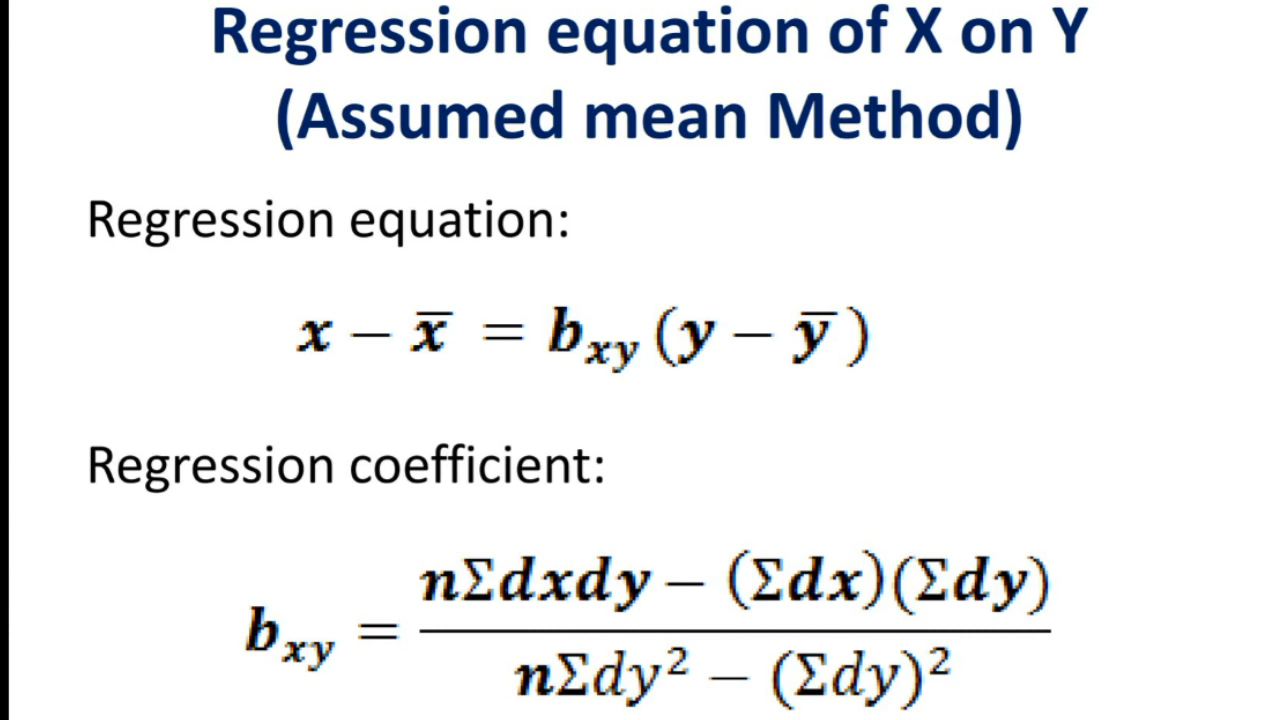 Regression equation of X on Y
(Assumed mean Method)
Regression equation:
x − x̅ = bxy (y − y̅)
Regression coefficient:
bxy = nΣdxdy − (Σdx)(Σdy) / nΣdy² − (Σdy)²